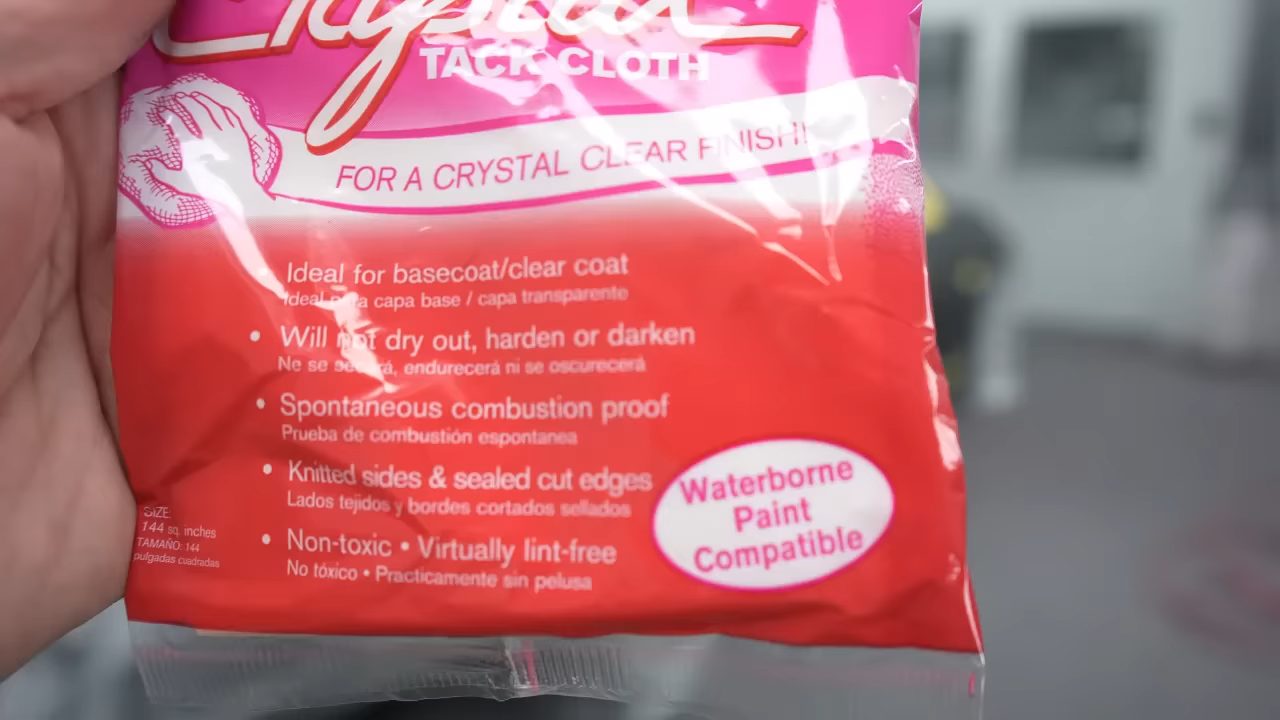 Crystal
TACK CLOTH
FOR A CRYSTAL CLEAR FINISH!
• Ideal for basecoat/clear coat
Ideal para capa base / capa transparente
• Will not dry out, harden or darken
Ne se secará, endurecerá ni se oscurecerá
• Spontaneous combustion proof
Prueba de combustión espontanea
• Knitted sides & sealed cut edges
Lados tejidos y bordes cortados sellados
• Non-toxic • Virtually lint-free
No tóxico • Practicamente sin pelusa
SIZE:
144 sq. inches
TAMAÑO: 144
pulgadas cuadradas
Waterborne
Paint
Compatible